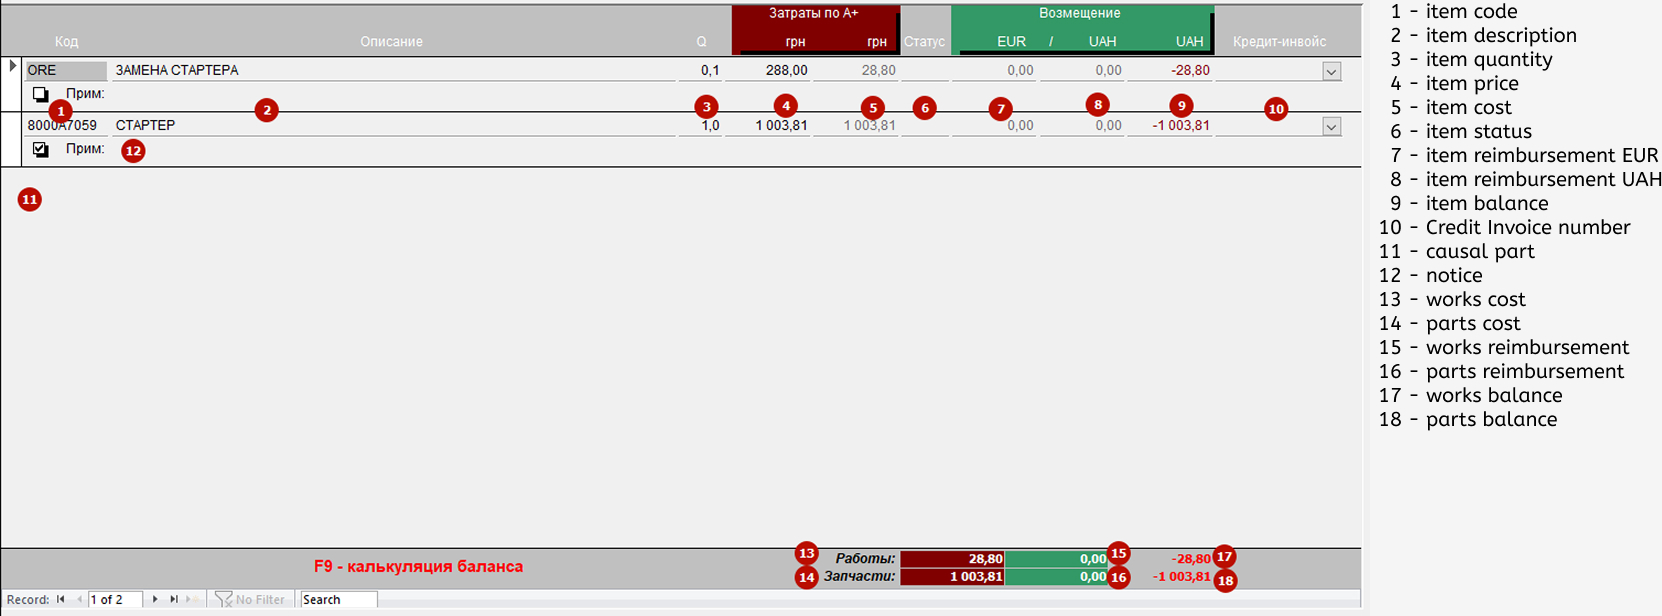 Затраты по А+ Возмещение
Код Описание Q грн грн Статус EUR / UAH UAH Кредит-инвойс
ORE ЗАМЕНА СТАРТЕРА 0,1 288,00 28,80 0,00 0,00 -28,80
Прим:
1 2 3 4 5 6 7 8 9 10
8000A7059 СТАРТЕР 1,0 1 003,81 1 003,81 0,00 0,00 -1 003,81
Прим: 12
11
13 Работы: 28,80 0,00 15 -28,80 17
F9 - калькуляция баланса
14 Запчасти: 1 003,81 0,00 16 -1 003,81 18
Record: 1 of 2 No Filter Search
1 - item code
2 - item description
3 - item quantity
4 - item price
5 - item cost
6 - item status
7 - item reimbursement EUR
8 - item reimbursement UAH
9 - item balance
10 - Credit Invoice number
11 - causal part
12 - notice
13 - works cost
14 - parts cost
15 - works reimbursement
16 - parts reimbursement
17 - works balance
18 - parts balance